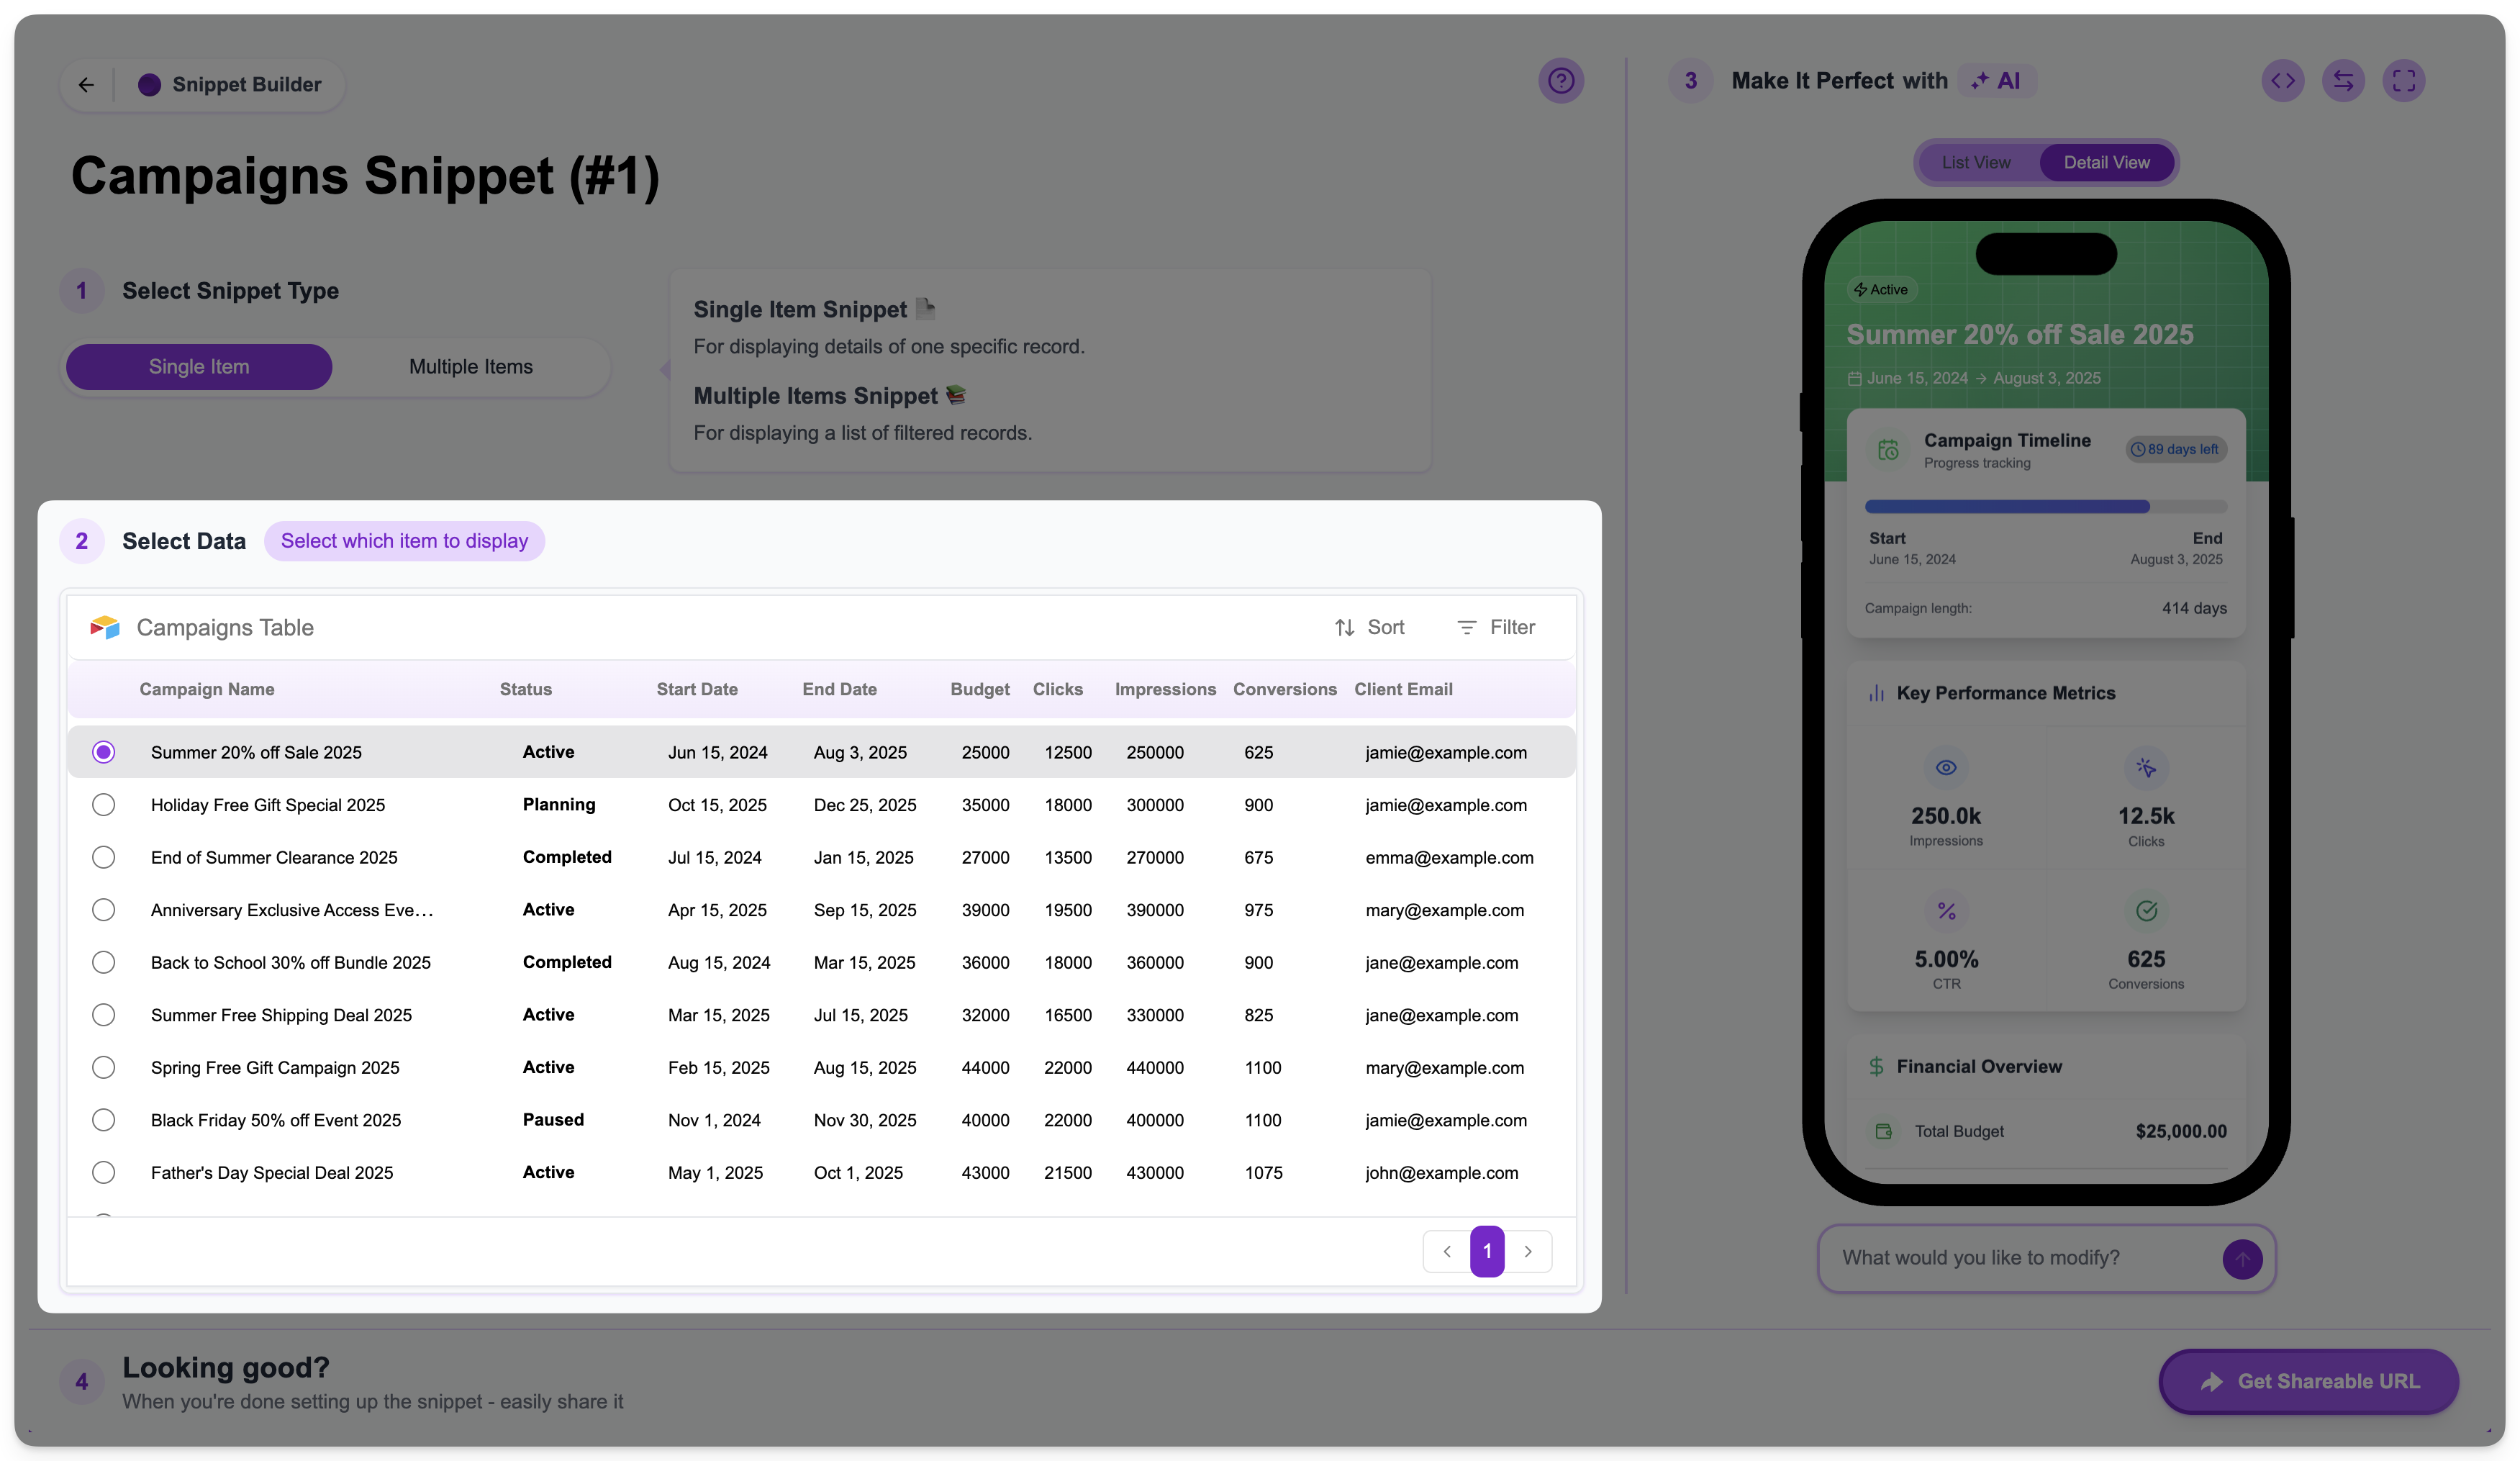 Snippet Builder
Campaigns Snippet (#1)
1 Select Snippet Type
Single Item Multiple Items
Single Item Snippet
For displaying details of one specific record.
Multiple Items Snippet 📚
For displaying a list of filtered records.
2 Select Data Select which item to display
Campaigns Table Sort Filter
Campaign Name Status Start Date End Date Budget Clicks Impressions Conversions Client Email
Summer 20% off Sale 2025 Active Jun 15, 2024 Aug 3, 2025 25000 12500 250000 625 jamie@example.com
Holiday Free Gift Special 2025 Planning Oct 15, 2025 Dec 25, 2025 35000 18000 300000 900 jamie@example.com
End of Summer Clearance 2025 Completed Jul 15, 2024 Jan 15, 2025 27000 13500 270000 675 emma@example.com
Anniversary Exclusive Access Eve... Active Apr 15, 2025 Sep 15, 2025 39000 19500 390000 975 mary@example.com
Back to School 30% off Bundle 2025 Completed Aug 15, 2024 Mar 15, 2025 36000 18000 360000 900 jane@example.com
Summer Free Shipping Deal 2025 Active Mar 15, 2025 Jul 15, 2025 32000 16500 330000 825 jane@example.com
Spring Free Gift Campaign 2025 Active Feb 15, 2025 Aug 15, 2025 44000 22000 440000 1100 mary@example.com
Black Friday 50% off Event 2025 Paused Nov 1, 2024 Nov 30, 2025 40000 22000 400000 1100 jamie@example.com
Father's Day Special Deal 2025 Active May 1, 2025 Oct 1, 2025 43000 21500 430000 1075 john@example.com
1
3 Make It Perfect with AI
List View Detail View
Active
Summer 20% off Sale 2025
June 15, 2024 → August 3, 2025
Campaign Timeline
Progress tracking
89 days left
Start End
June 15, 2024 August 3, 2025
Campaign length: 414 days
Key Performance Metrics
250.0k 12.5k
Impressions Clicks
5.00% 625
CTR Conversions
Financial Overview
Total Budget $25,000.00
What would you like to modify?
4 Looking good?
When you're done setting up the snippet - easily share it
Get Shareable URL